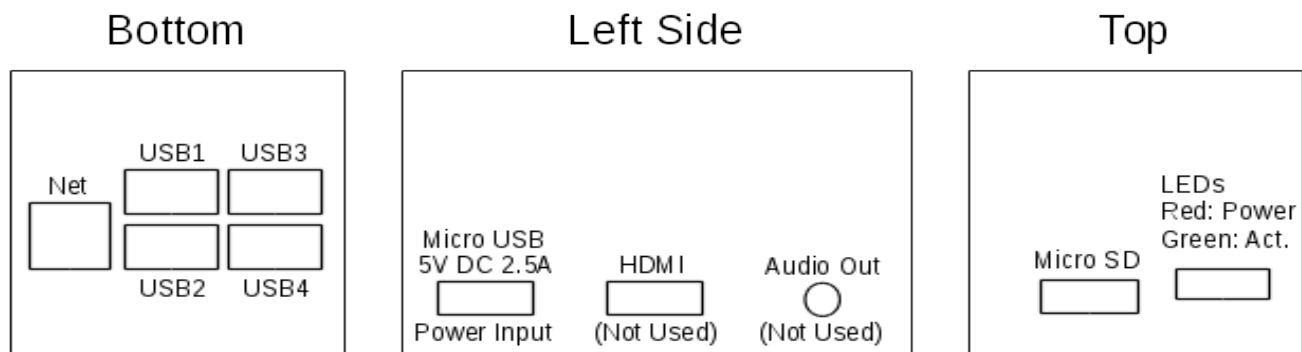 Bottom
Left Side
Top
USB1
USB3
Net
USB2
USB4
Micro USB
5V DC 2.5A
Power Input
HDMI
(Not Used)
Audio Out
(Not Used)
Micro SD
LEDs
Red: Power
Green: Act.